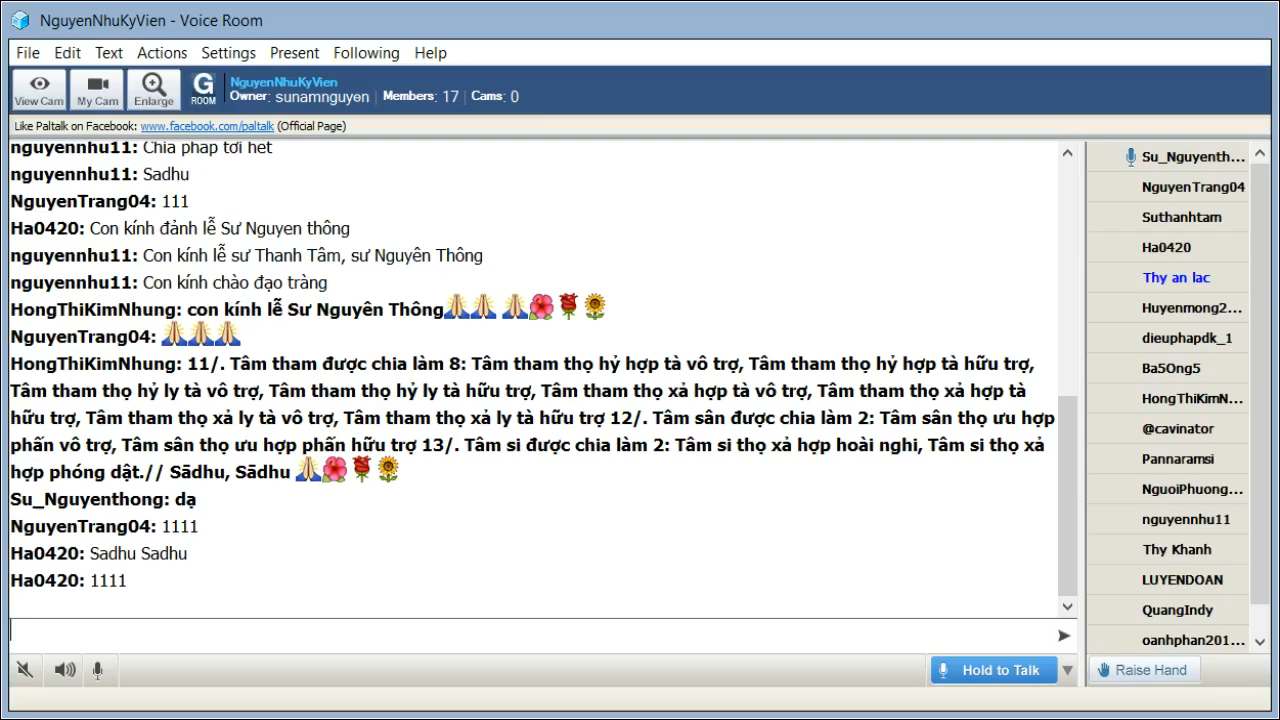 NguyenNhuKyVien - Voice Room
File Edit Text Actions Settings Present Following Help
View Cam My Cam Enlarge G ROOM
NguyenNhuKyVien
Owner: sunamnguyen | Members: 17 | Cams: 0
Like Paltalk on Facebook: www.facebook.com/paltalk (Official Page)
nguyennhu11: Chia pháp tới hết
nguyennhu11: Sadhu
NguyenTrang04: 111
Ha0420: Con kính đảnh lễ Sư Nguyen thông
nguyennhu11: Con kính lễ sư Thanh Tâm, sư Nguyên Thông
nguyennhu11: Con kính chào đạo tràng
HongThiKimNhung: con kính lễ Sư Nguyên Thông🙏🙏 🙏🌺🌹🌻
NguyenTrang04: 🙏🙏🙏
HongThiKimNhung: 11/. Tâm tham được chia làm 8: Tâm tham thọ hỷ hợp tà vô trợ, Tâm tham thọ hỷ hợp tà hữu trợ,
Tâm tham thọ hỷ ly tà vô trợ, Tâm tham thọ hỷ ly tà hữu trợ, Tâm tham thọ xả hợp tà vô trợ, Tâm tham thọ xả hợp tà
hữu trợ, Tâm tham thọ xả ly tà vô trợ, Tâm tham thọ xả ly tà hữu trợ 12/. Tâm sân được chia làm 2: Tâm sân thọ ưu hợp
phấn vô trợ, Tâm sân thọ ưu hợp phấn hữu trợ 13/. Tâm si được chia làm 2: Tâm si thọ xả hợp hoài nghi, Tâm si thọ xả
hợp phóng dật.// Sādhu, Sādhu 🙏🌺🌹🌻
Su_Nguyenthong: dạ
NguyenTrang04: 1111
Ha0420: Sadhu Sadhu
Ha0420: 1111
Hold to Talk
Su_Nguyenth...
NguyenTrang04
Suthanhtam
Ha0420
Thy an lac
Huyenmong2...
dieuphapdk_1
Ba5Ong5
HongThiKimN...
@cavinator
Pannaramsi
NguoiPhuong...
nguyennhu11
Thy Khanh
LUYENDOAN
QuangIndy
oanhphan201...
Raise Hand